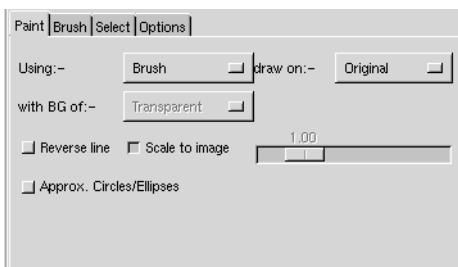 Paint Brush Select Options
Using:- Brush draw on:- Original
with BG of:- Transparent
1.00
Reverse line Scale to image
Approx. Circles/Ellipses